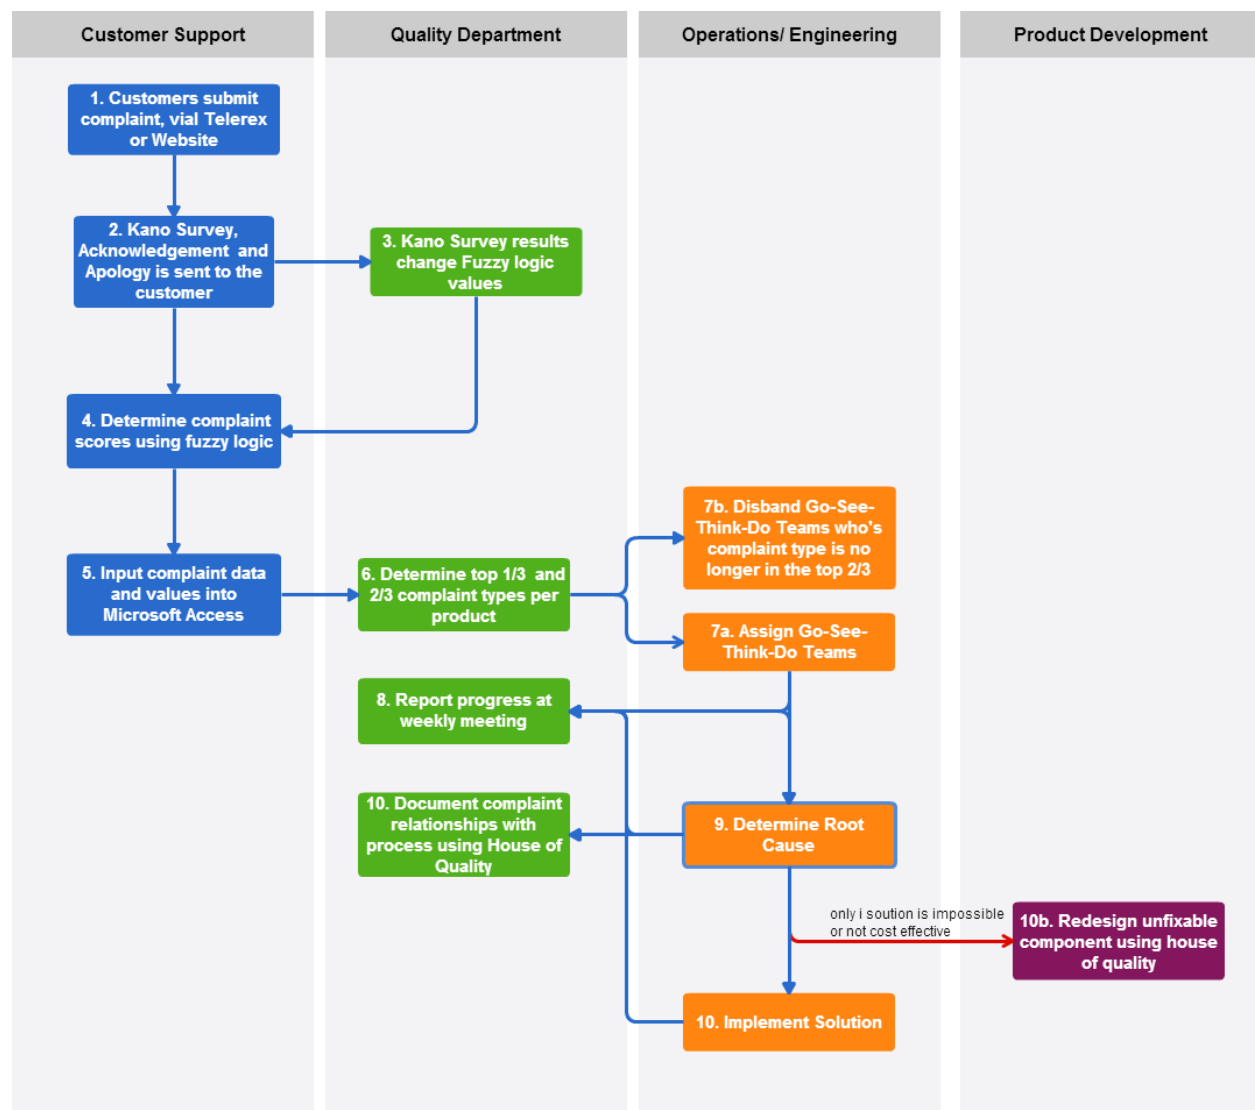 Customer Support
Quality Department
Operations/ Engineering
Product Development
1. Customers submit
complaint, vial Telerex
or Website
2. Kano Survey,
Acknowledgement and
Apology is sent to the
customer
3. Kano Survey results
change Fuzzy logic
values
4. Determine complaint
scores using fuzzy logic
5. Input complaint data
and values into
Microsoft Access
6. Determine top 1/3 and
2/3 complaint types per
product
7b. Disband Go-See-
Think-Do Teams who's
complaint type is no
longer in the top 2/3
7a. Assign Go-See-
Think-Do Teams
8. Report progress at
weekly meeting
9. Determine Root
Cause
10. Document complaint
relationships with
process using House of
Quality
only i soution is impossible
or not cost effective
10b. Redesign unfixable
component using house
of quality
10. Implement Solution